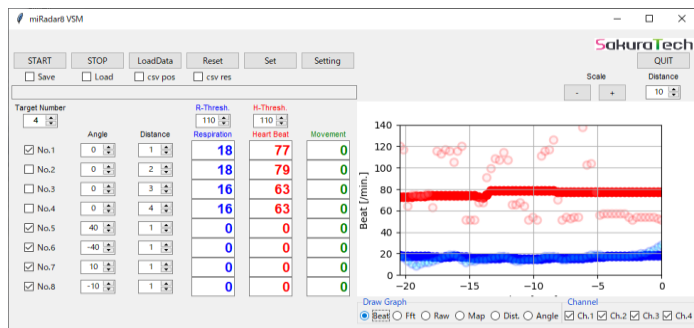 miRadar8 VSM
SakuraTech
START STOP LoadData Reset Set Setting QUIT
Save Load csv pos csv res Scale Distance
- + 10
Target Number R-Thresh. H-Thresh.
4 110 110
Angle Distance Respiration Heart Beat Movement
No.1 0 1 18 77 0
No.2 0 2 18 79 0
No.3 0 3 16 63 0
No.4 0 4 16 63 0
No.5 40 1 0 0 0
No.6 -40 1 0 0 0
No.7 10 1 0 0 0
No.8 -10 1 0 0 0
Beat [/min.]
140
120
100
80
60
40
20
0
-20 -15 -10 -5 0
Draw Graph Channel
Beat Fft Raw Map Dist. Angle Ch.1 Ch.2 Ch.3 Ch.4